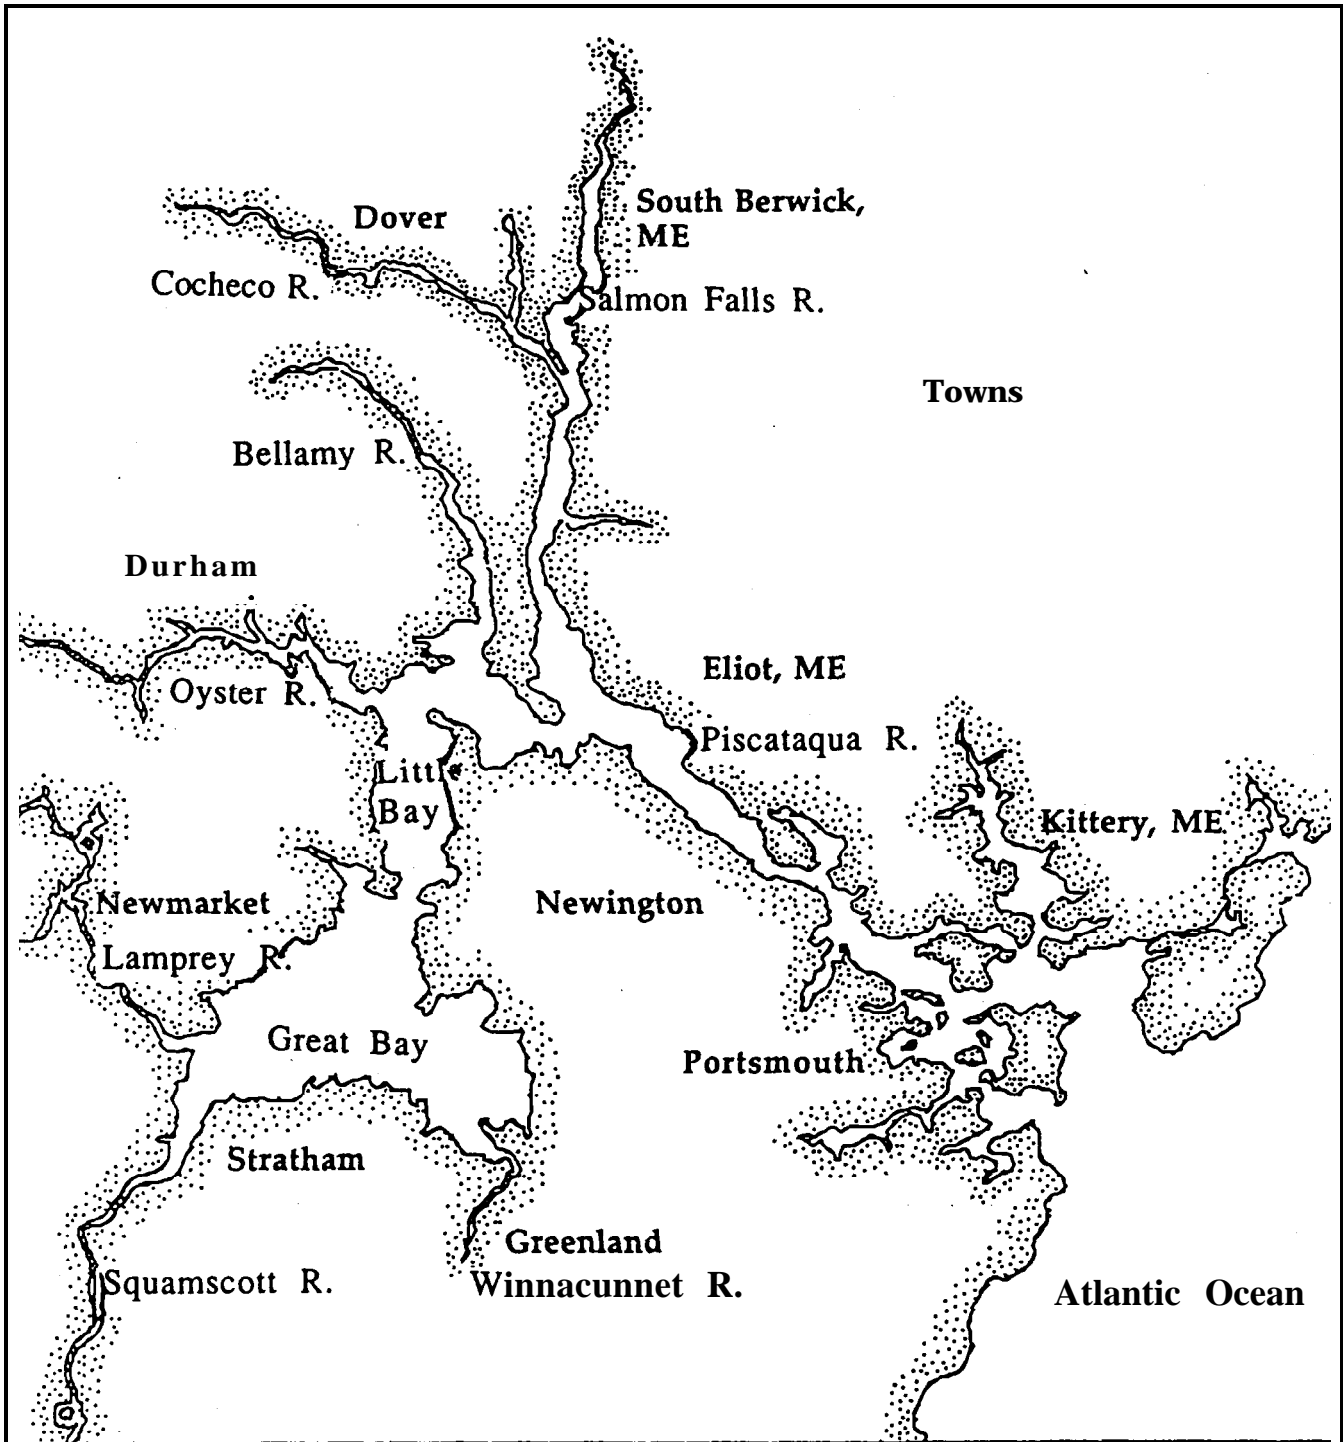 Dover
South Berwick,
ME
Cocheco R.
Salmon Falls R.
Towns
Bellamy R.
Durham
Eliot, ME
Oyster R.
Piscataqua R.
Little
Bay
Kittery, ME
Newmarket
Newington
Lamprey R.
Great Bay
Portsmouth
Stratham
Greenland
Squamscott R.
Winnacunnet R.
Atlantic Ocean